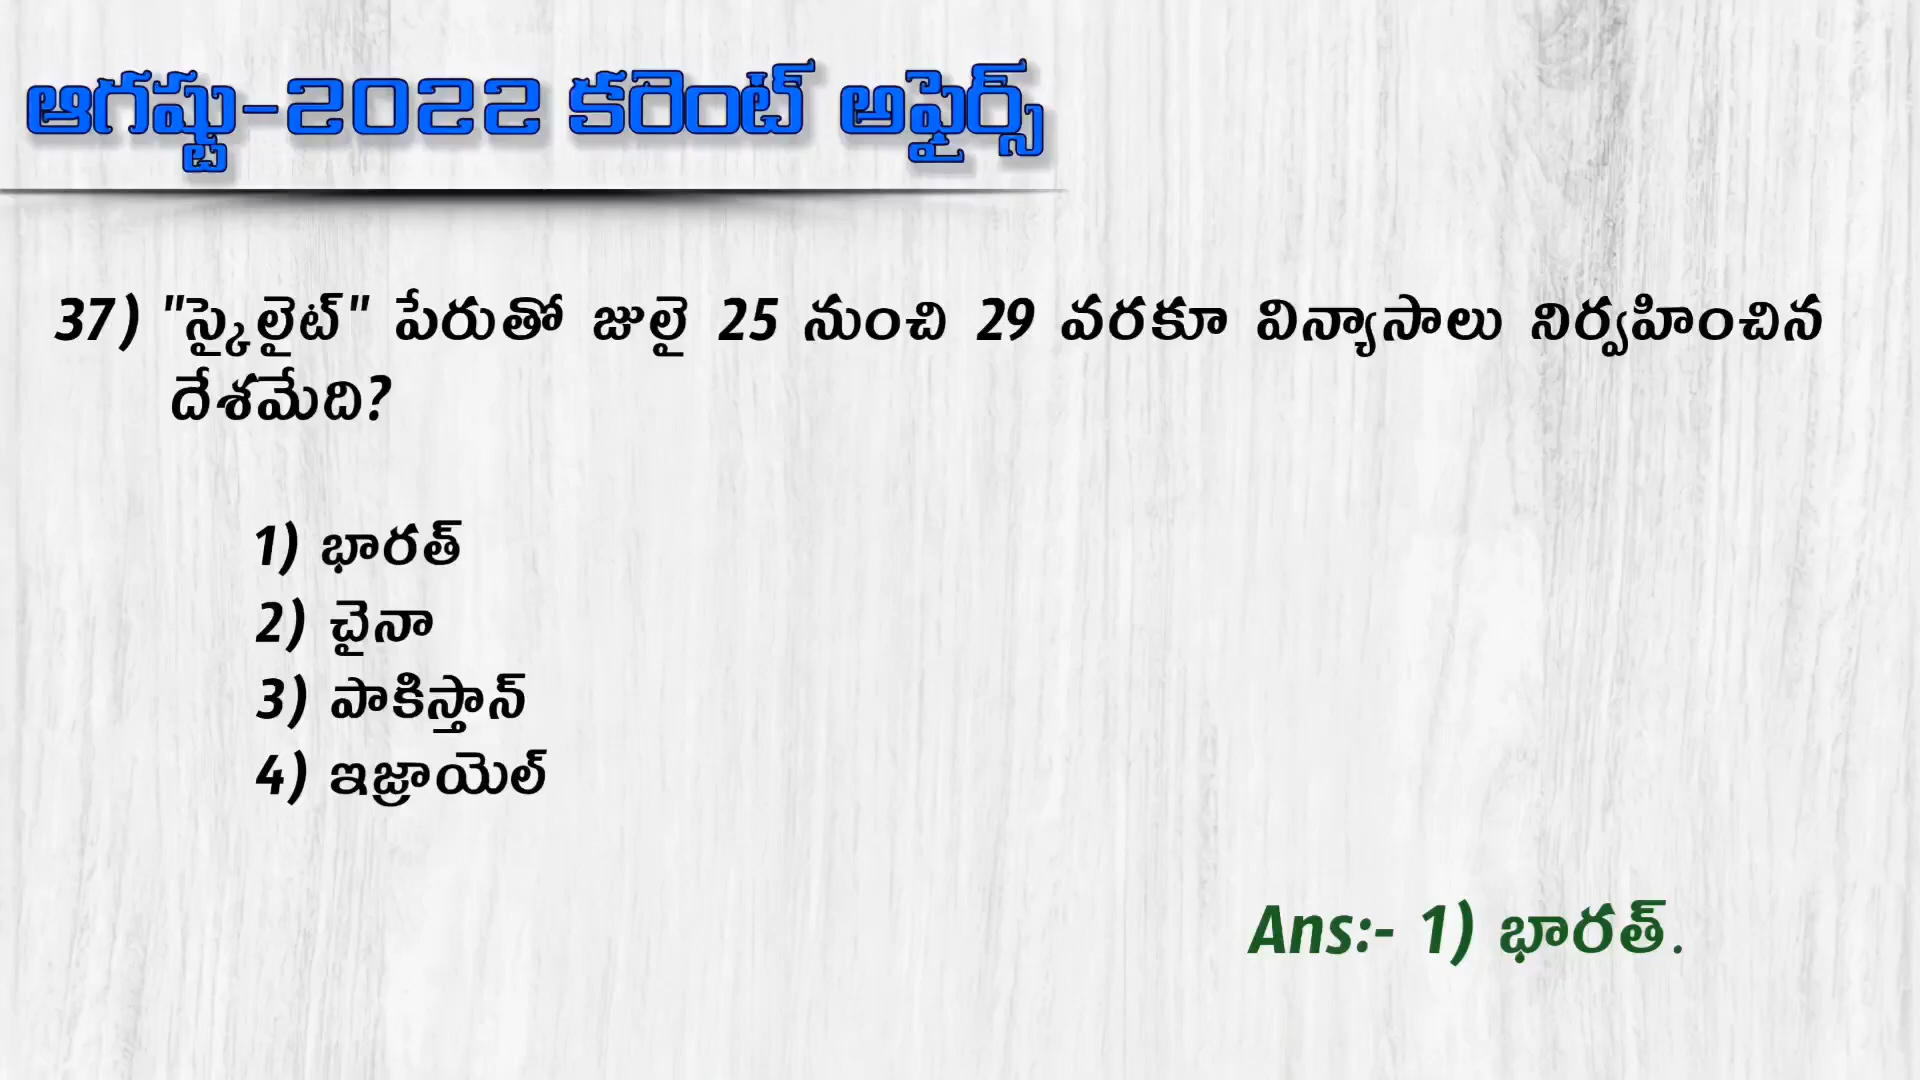 ఆగష్టు-2022 కరెంట్ అఫైర్స్
37) "స్కైలైట్" పేరుతో జులై 25 నుంచి 29 వరకూ విన్యాసాలు నిర్వహించిన
దేశమేది?
1) భారత్
2) చైనా
3) పాకిస్తాన్
4) ఇజ్రాయెల్
Ans:- 1) భారత్.